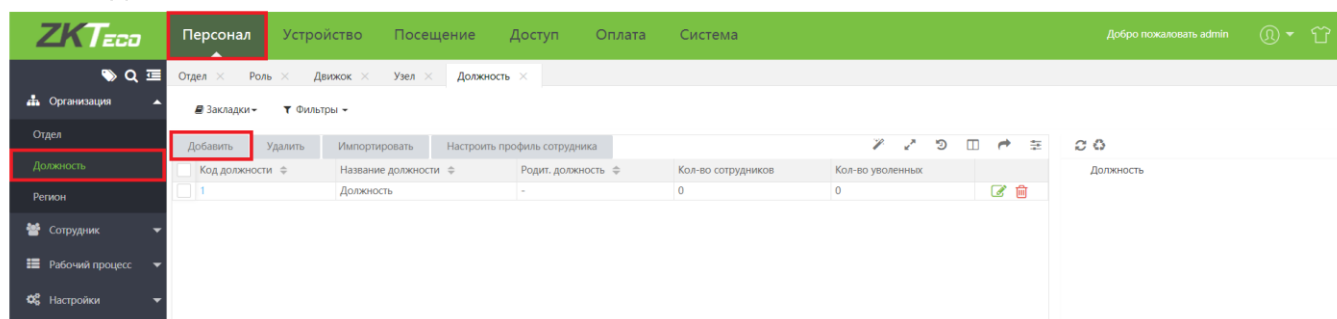 ZKTeco Персонал Устройство Посещение Доступ Оплата Система Добро пожаловать admin
Отдел Роль Движок Узел Должность
Организация Закладки Фильтры
Отдел Добавить Удалить Импортировать Настроить профиль сотрудника
Должность Код должности Название должности Родит. должность Кол-во сотрудников Кол-во уволенных Должность
Регион 1 Должность - 0 0
Сотрудник
Рабочий процесс
Настройки